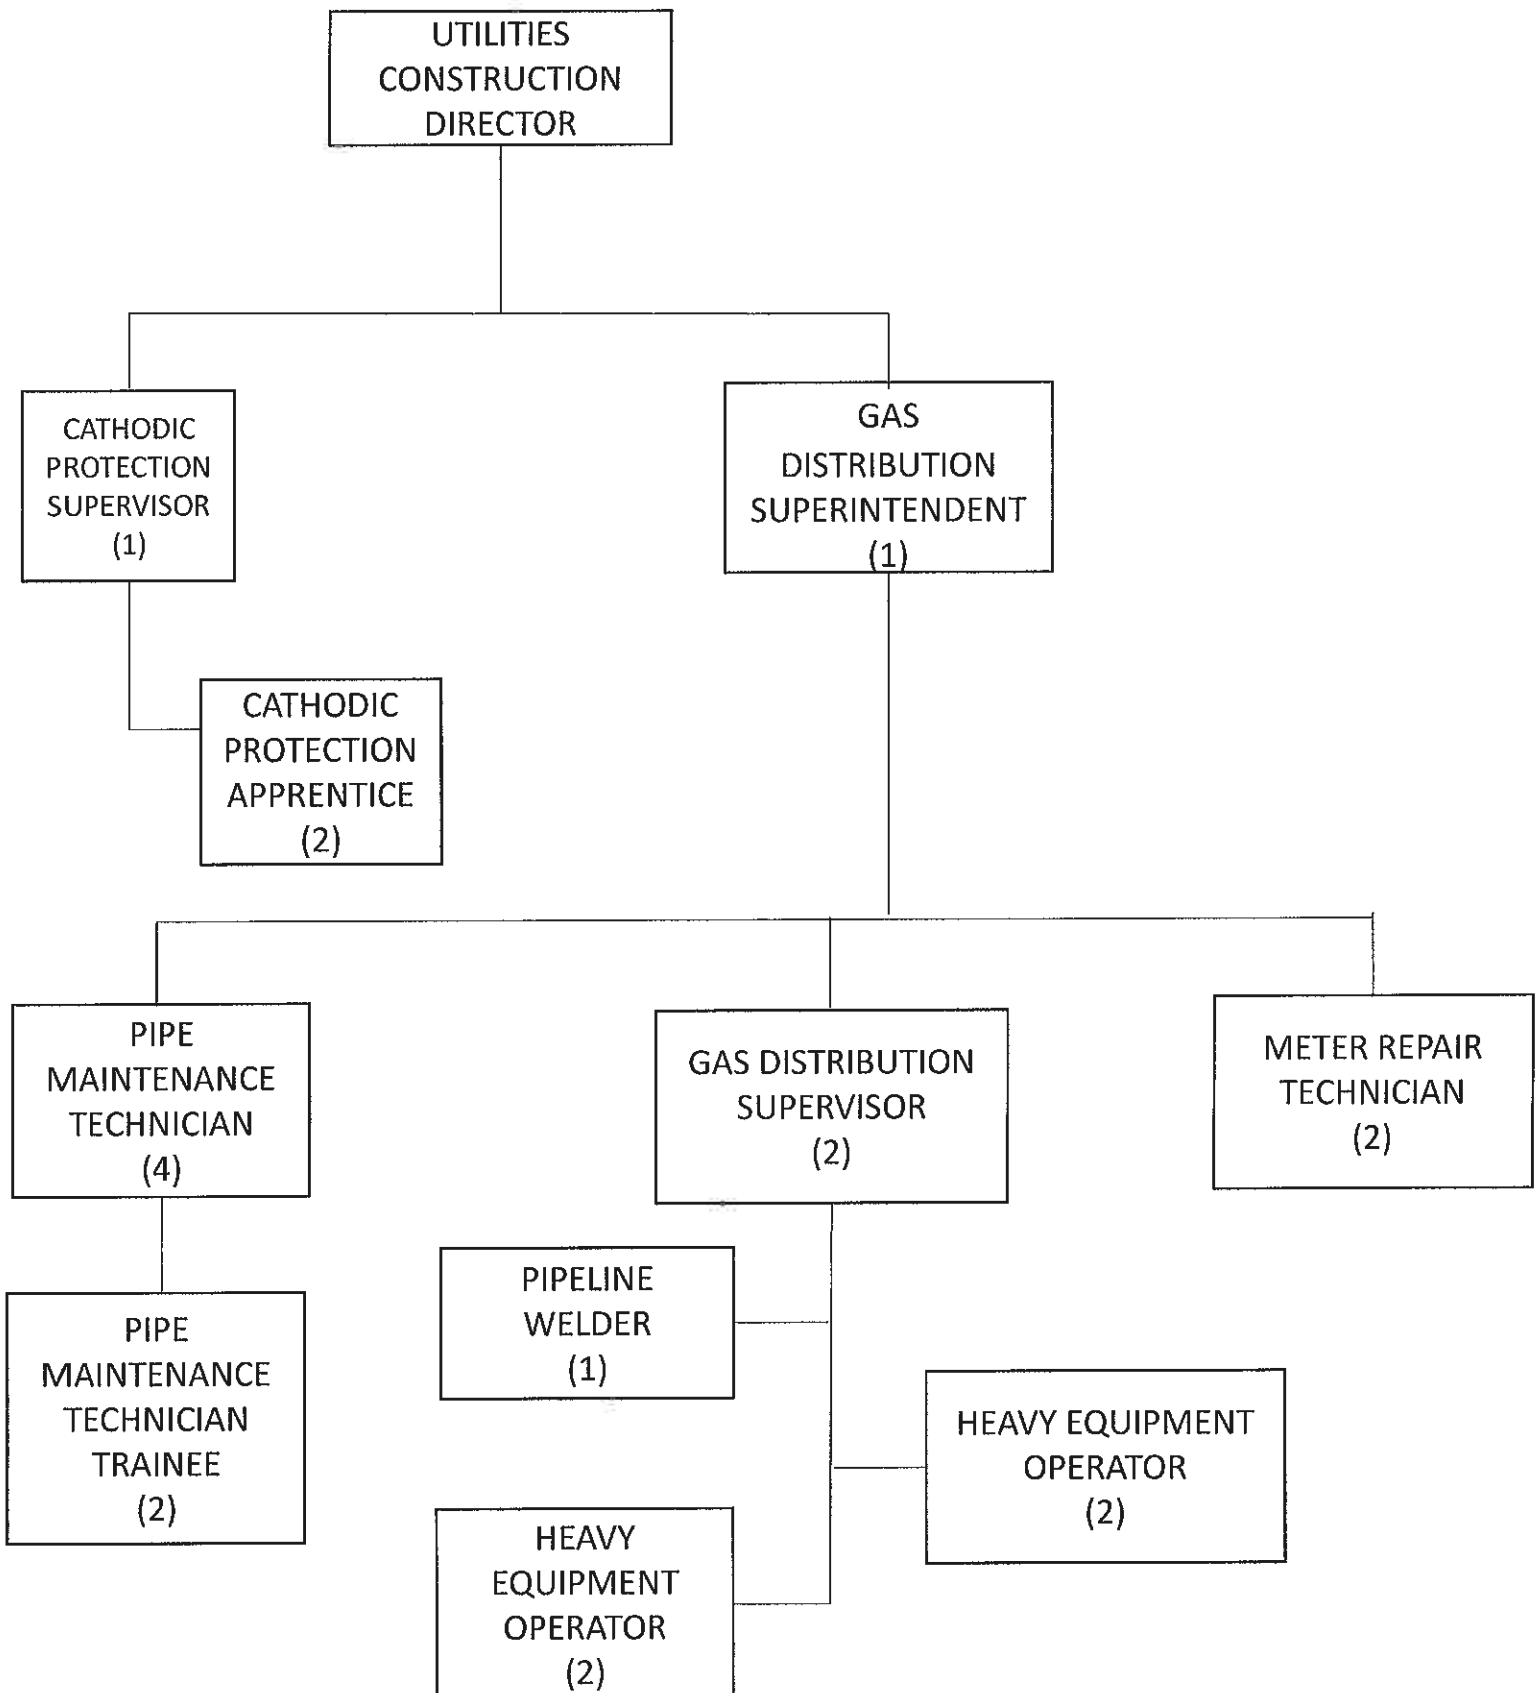 UTILITIES
CONSTRUCTION
DIRECTOR
CATHODIC
PROTECTION
SUPERVISOR
(1)
GAS
DISTRIBUTION
SUPERINTENDENT
(1)
CATHODIC
PROTECTION
APPRENTICE
(2)
PIPE
MAINTENANCE
TECHNICIAN
(4)
GAS DISTRIBUTION
SUPERVISOR
(2)
METER REPAIR
TECHNICIAN
(2)
PIPE
MAINTENANCE
TECHNICIAN
TRAINEE
(2)
PIPELINE
WELDER
(1)
HEAVY EQUIPMENT
OPERATOR
(2)
HEAVY
EQUIPMENT
OPERATOR
(2)